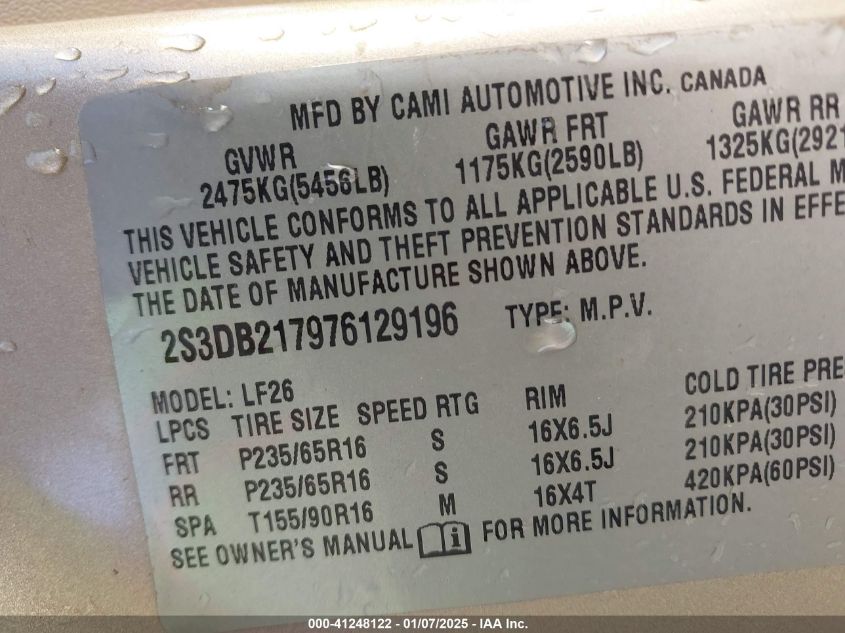 MFD BY CAMI AUTOMOTIVE INC. CANADA
GVWR GAWR FRT GAWR RR
2475KG(5456LB) 1175KG(2590LB) 1325KG(2921
THIS VEHICLE CONFORMS TO ALL APPLICABLE U.S. FEDERAL M
VEHICLE SAFETY AND THEFT PREVENTION STANDARDS IN EFFE
THE DATE OF MANUFACTURE SHOWN ABOVE.
2S3DB217976129196 TYPE: M.P.V.
MODEL: LF26
LPCS TIRE SIZE SPEED RTG RIM COLD TIRE PRE
FRT P235/65R16 S 16X6.5J 210KPA(30PSI)
RR P235/65R16 S 16X6.5J 210KPA(30PSI)
SPA T155/90R16 M 16X4T 420KPA(60PSI)
SEE OWNER'S MANUAL i FOR MORE INFORMATION.
000-41248122 - 01/07/2025 - IAA Inc.